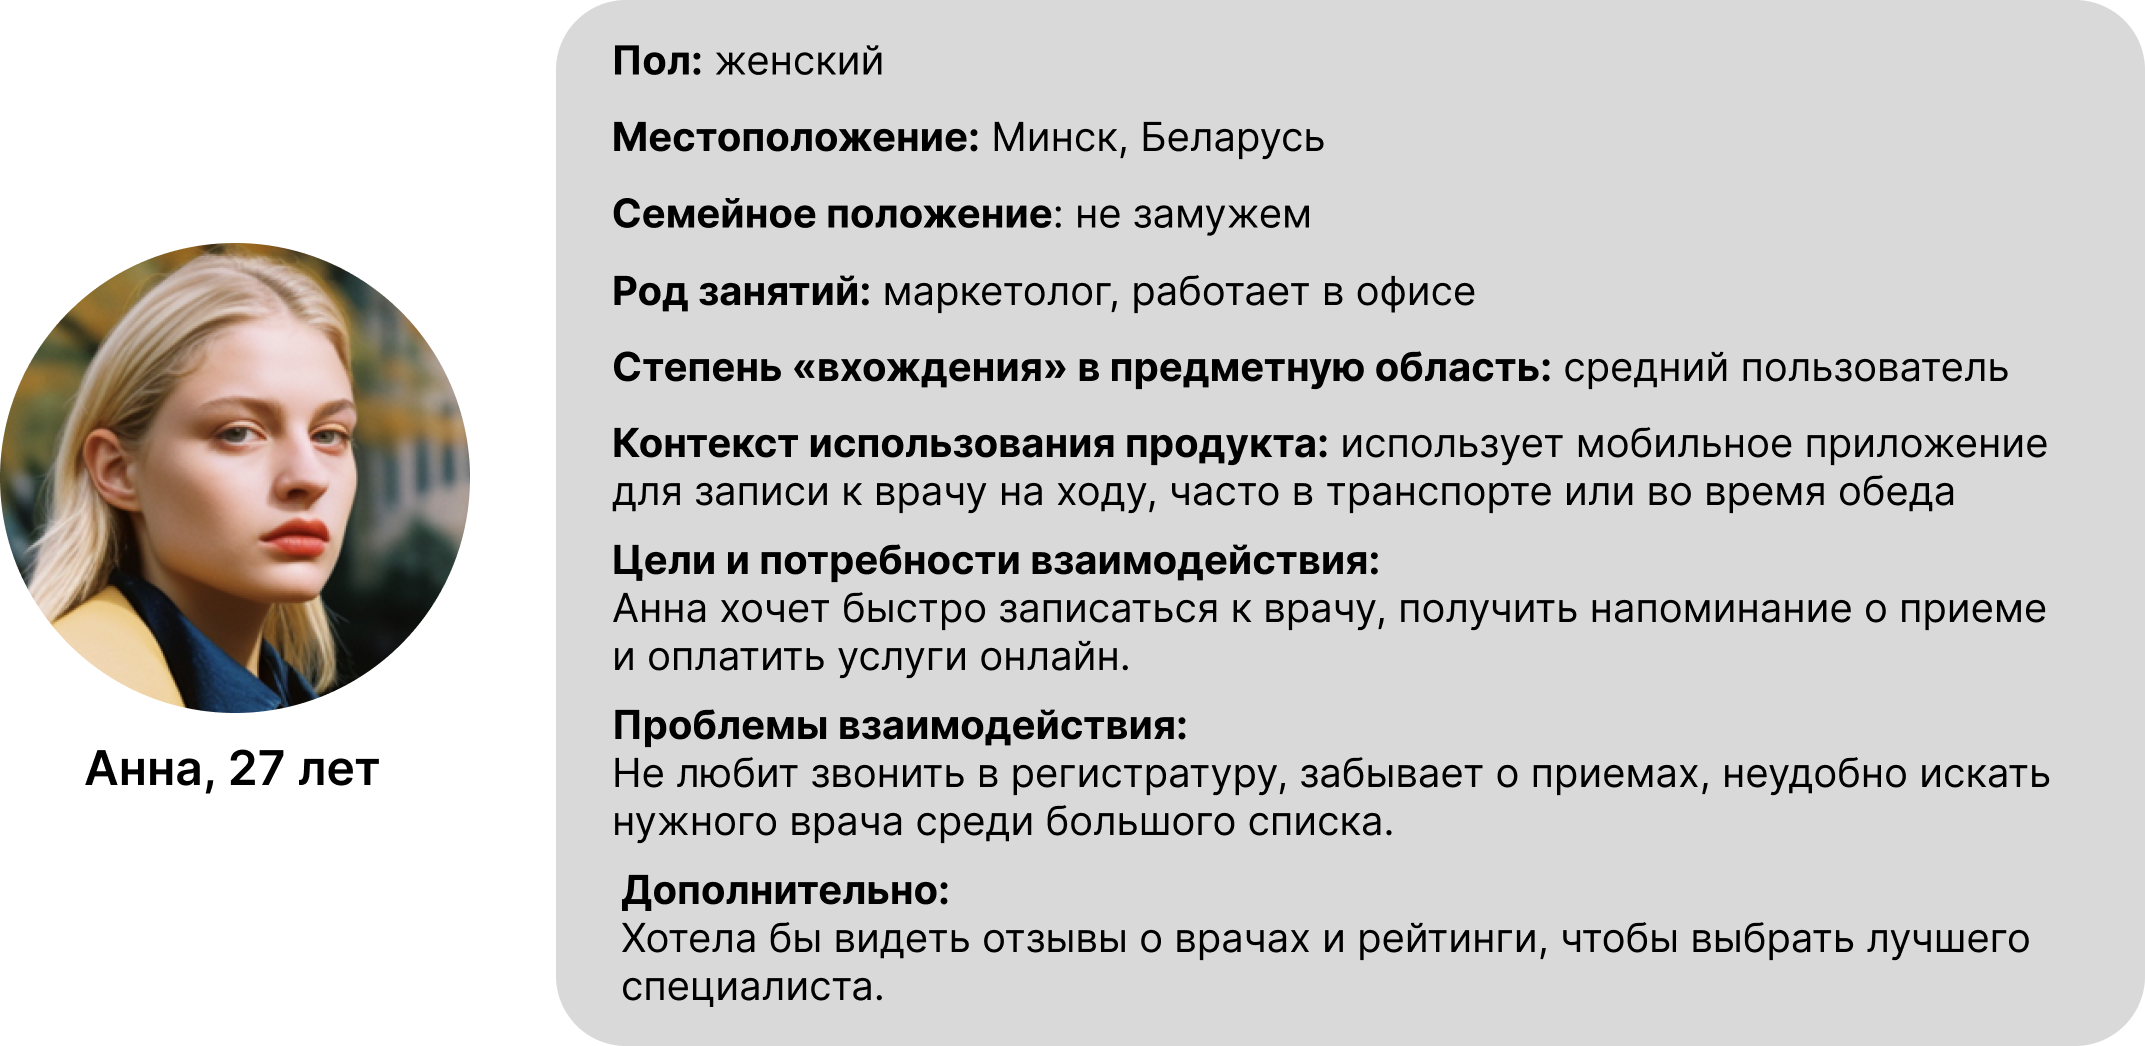 Анна, 27 лет
Пол: женский
Местоположение: Минск, Беларусь
Семейное положение: не замужем
Род занятий: маркетолог, работает в офисе
Степень «вхождения» в предметную область: средний пользователь
Контекст использования продукта: использует мобильное приложение
для записи к врачу на ходу, часто в транспорте или во время обеда
Цели и потребности взаимодействия:
Анна хочет быстро записаться к врачу, получить напоминание о приеме
и оплатить услуги онлайн.
Проблемы взаимодействия:
Не любит звонить в регистратуру, забывает о приемах, неудобно искать
нужного врача среди большого списка.
Дополнительно:
Хотела бы видеть отзывы о врачах и рейтинги, чтобы выбрать лучшего
специалиста.